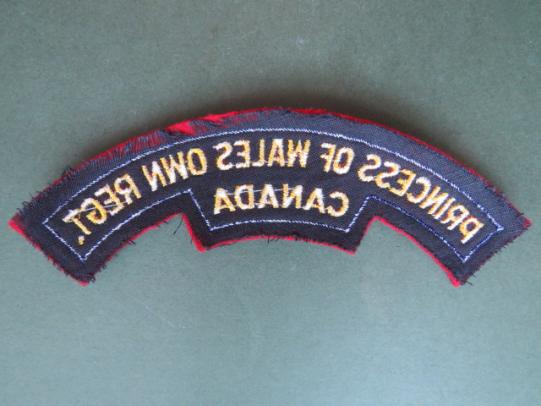 PRINCESS OF WALES OWN REGT.
CANADA